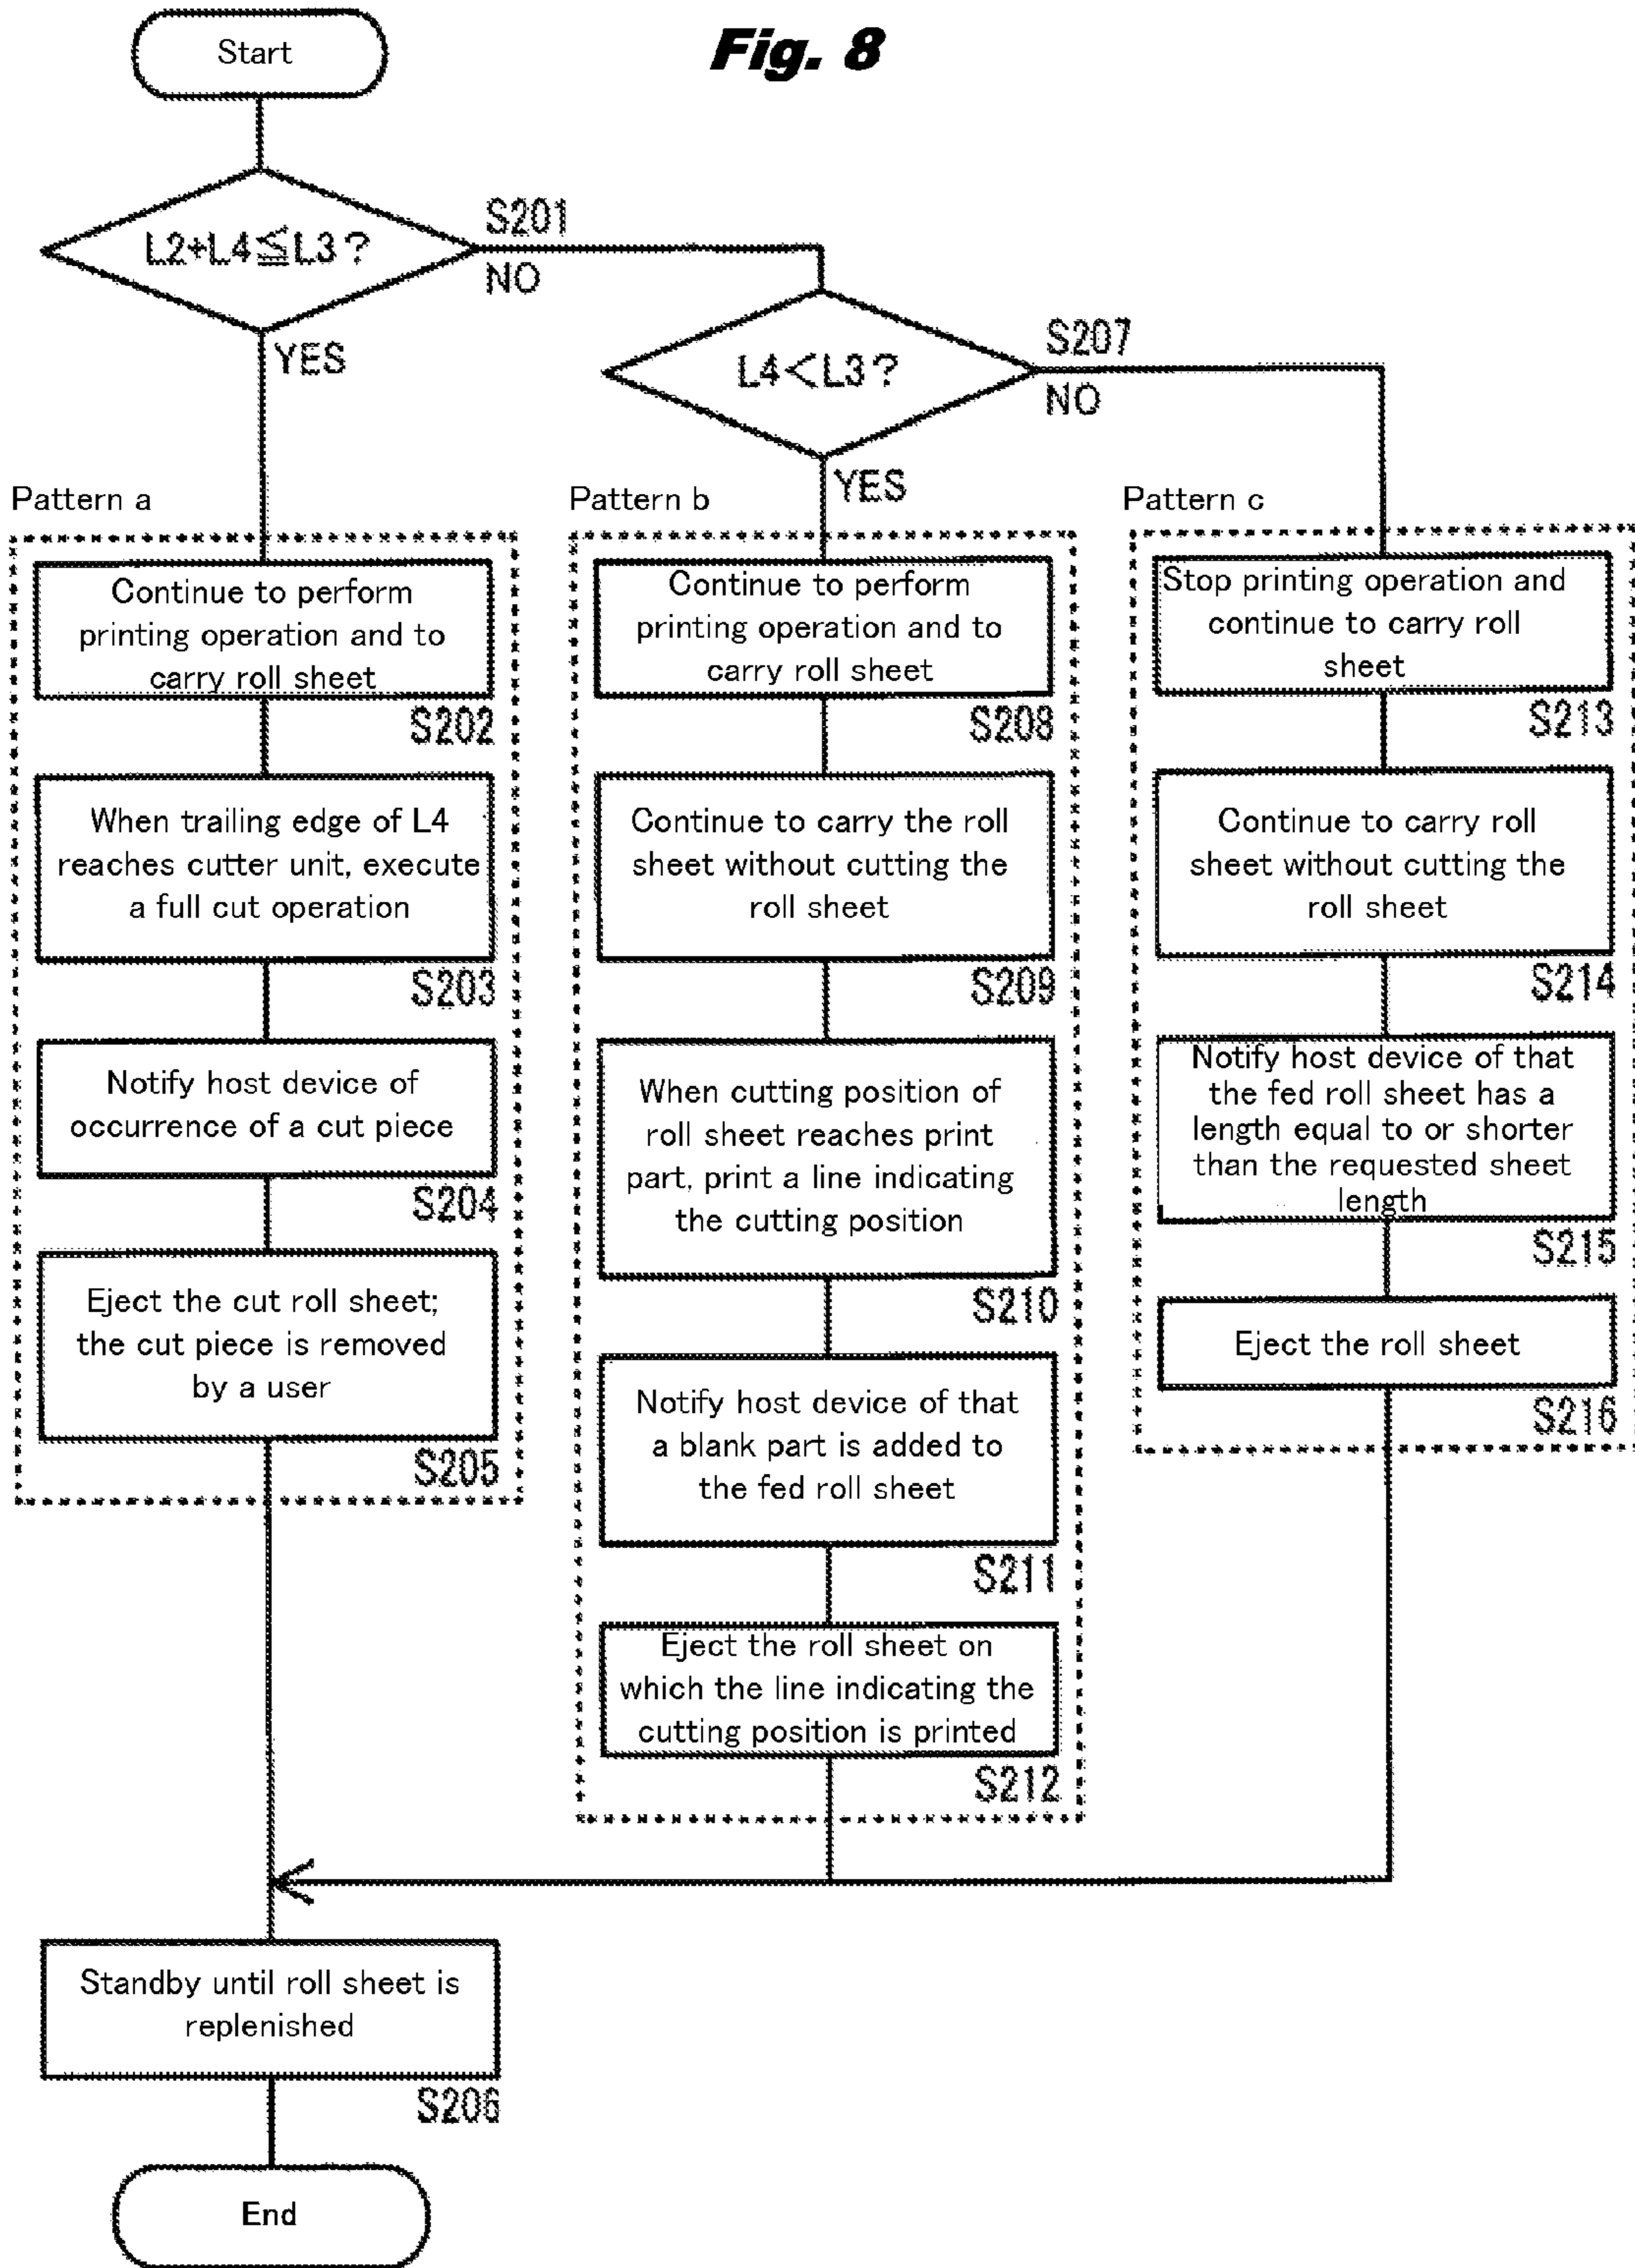 Fig. 8
Start
L2+L4≦L3?
S201
NO
YES
L4<L3?
S207
NO
YES
Pattern a
Continue to perform
printing operation and to
carry roll sheet
S202
When trailing edge of L4
reaches cutter unit, execute
a full cut operation
S203
Notify host device of
occurrence of a cut piece
S204
Eject the cut roll sheet;
the cut piece is removed
by a user
S205
Pattern b
Continue to perform
printing operation and to
carry roll sheet
S208
Continue to carry the roll
sheet without cutting the
roll sheet
S209
When cutting position of
roll sheet reaches print
part, print a line indicating
the cutting position
S210
Notify host device of that
a blank part is added to
the fed roll sheet
S211
Eject the roll sheet on
which the line indicating the
cutting position is printed
S212
Pattern c
Stop printing operation and
continue to carry roll
sheet
S213
Continue to carry roll
sheet without cutting the
roll sheet
S214
Notify host device of that
the fed roll sheet has a
length equal to or shorter
than the requested sheet
length
S215
Eject the roll sheet
S216
Standby until roll sheet is
replenished
S206
End